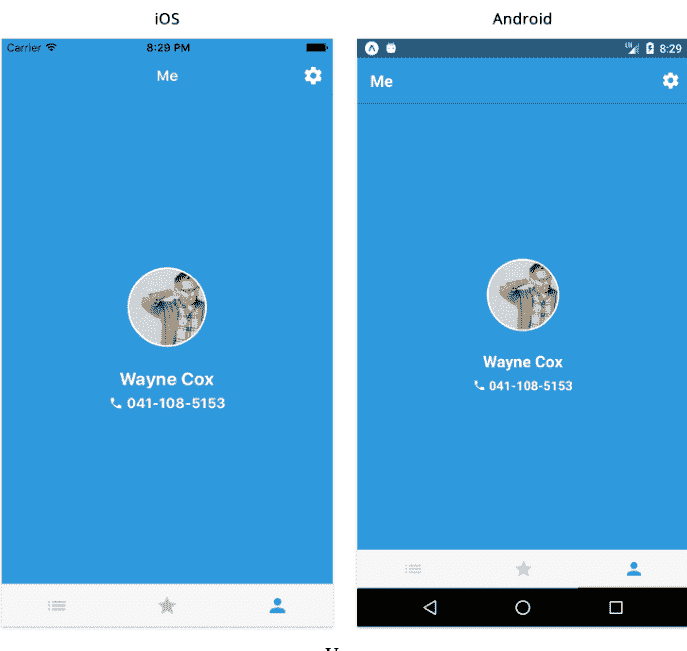 iOS
Android
Carrier
8:29 PM
8:29
Me
Me
Wayne Cox
041-108-5153
Wayne Cox
041-108-5153